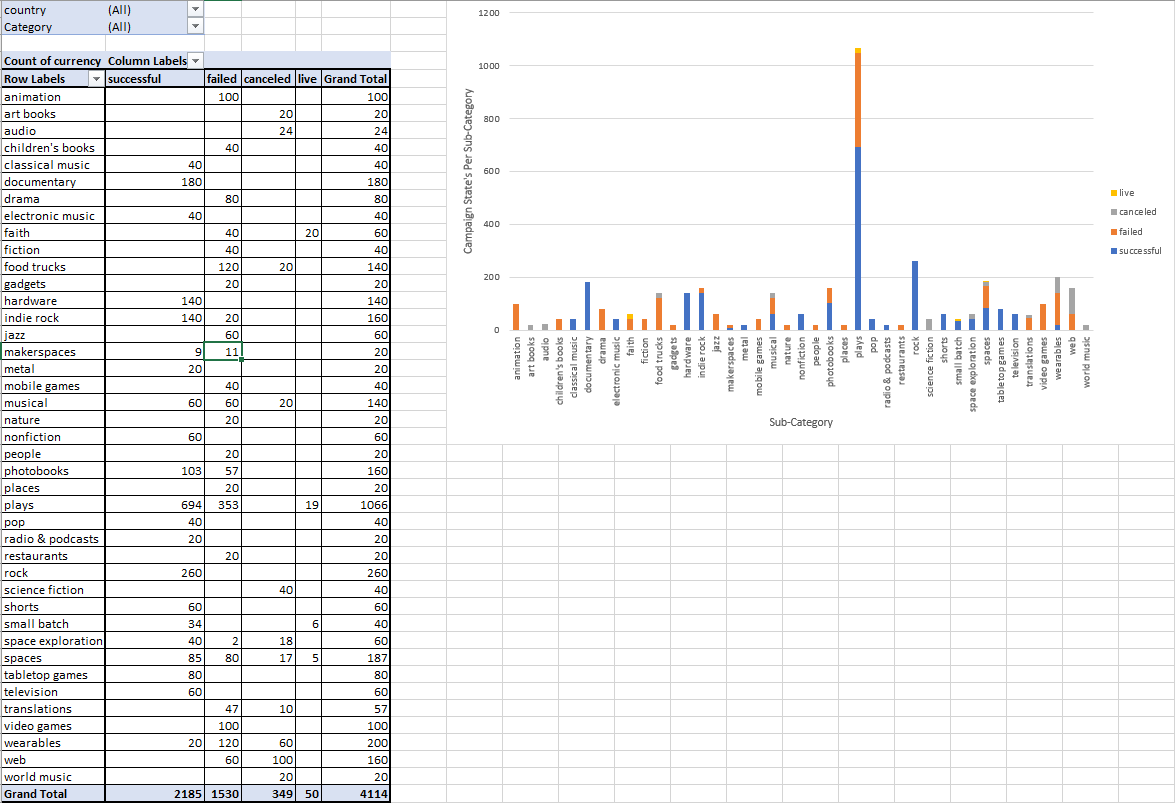 country (All)
Category (All)
Count of currency Column Labels
Row Labels successful failed canceled live Grand Total
animation 100 100
art books 20 20
audio 24 24
children's books 40 40
classical music 40 40
documentary 180 180
drama 80 80
electronic music 40 40
faith 40 20 60
fiction 40 40
food trucks 120 20 140
gadgets 20 20
hardware 140 140
indie rock 140 20 160
jazz 60 60
makerspaces 9 11 20
metal 20 20
mobile games 40 40
musical 60 60 20 140
nature 20 20
nonfiction 60 60
people 20 20
photobooks 103 57 160
places 20 20
plays 694 353 19 1066
pop 40 40
radio & podcasts 20 20
restaurants 20 20
rock 260 260
science fiction 40 40
shorts 60 60
small batch 34 6 40
space exploration 40 2 18 60
spaces 85 80 17 5 187
tabletop games 80 80
television 60 60
translations 47 10 57
video games 100 100
wearables 20 120 60 200
web 60 100 160
world music 20 20
Grand Total 2185 1530 349 50 4114
Campaign State's Per Sub-Category
1200
1000
800
600
400
200
0
animation
art books
audio
children's books
classical music
documentary
drama
electronic music
faith
fiction
food trucks
gadgets
hardware
indie rock
jazz
makerspaces
metal
mobile games
musical
nature
nonfiction
people
photobooks
places
plays
pop
radio & podcasts
restaurants
rock
science fiction
shorts
small batch
space exploration
spaces
tabletop games
television
translations
video games
wearables
web
world music
Sub-Category
live
canceled
failed
successful